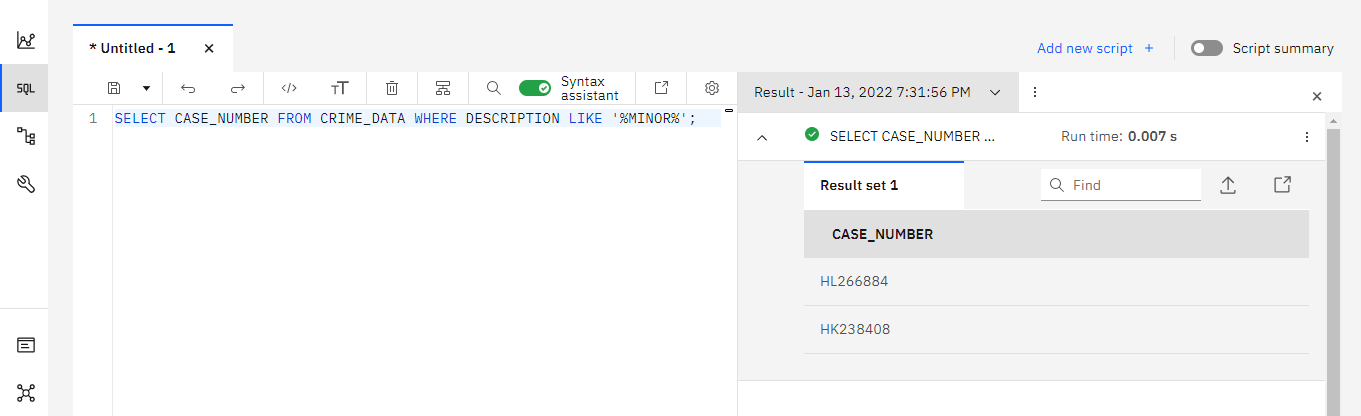 * Untitled - 1
Add new script +
Script summary
SQL
Syntax
assistant
Result - Jan 13, 2022 7:31:56 PM
1 SELECT CASE_NUMBER FROM CRIME_DATA WHERE DESCRIPTION LIKE '%MINOR%';
SELECT CASE_NUMBER ...
Run time: 0.007 s
Result set 1
Find
CASE_NUMBER
HL266884
HK238408